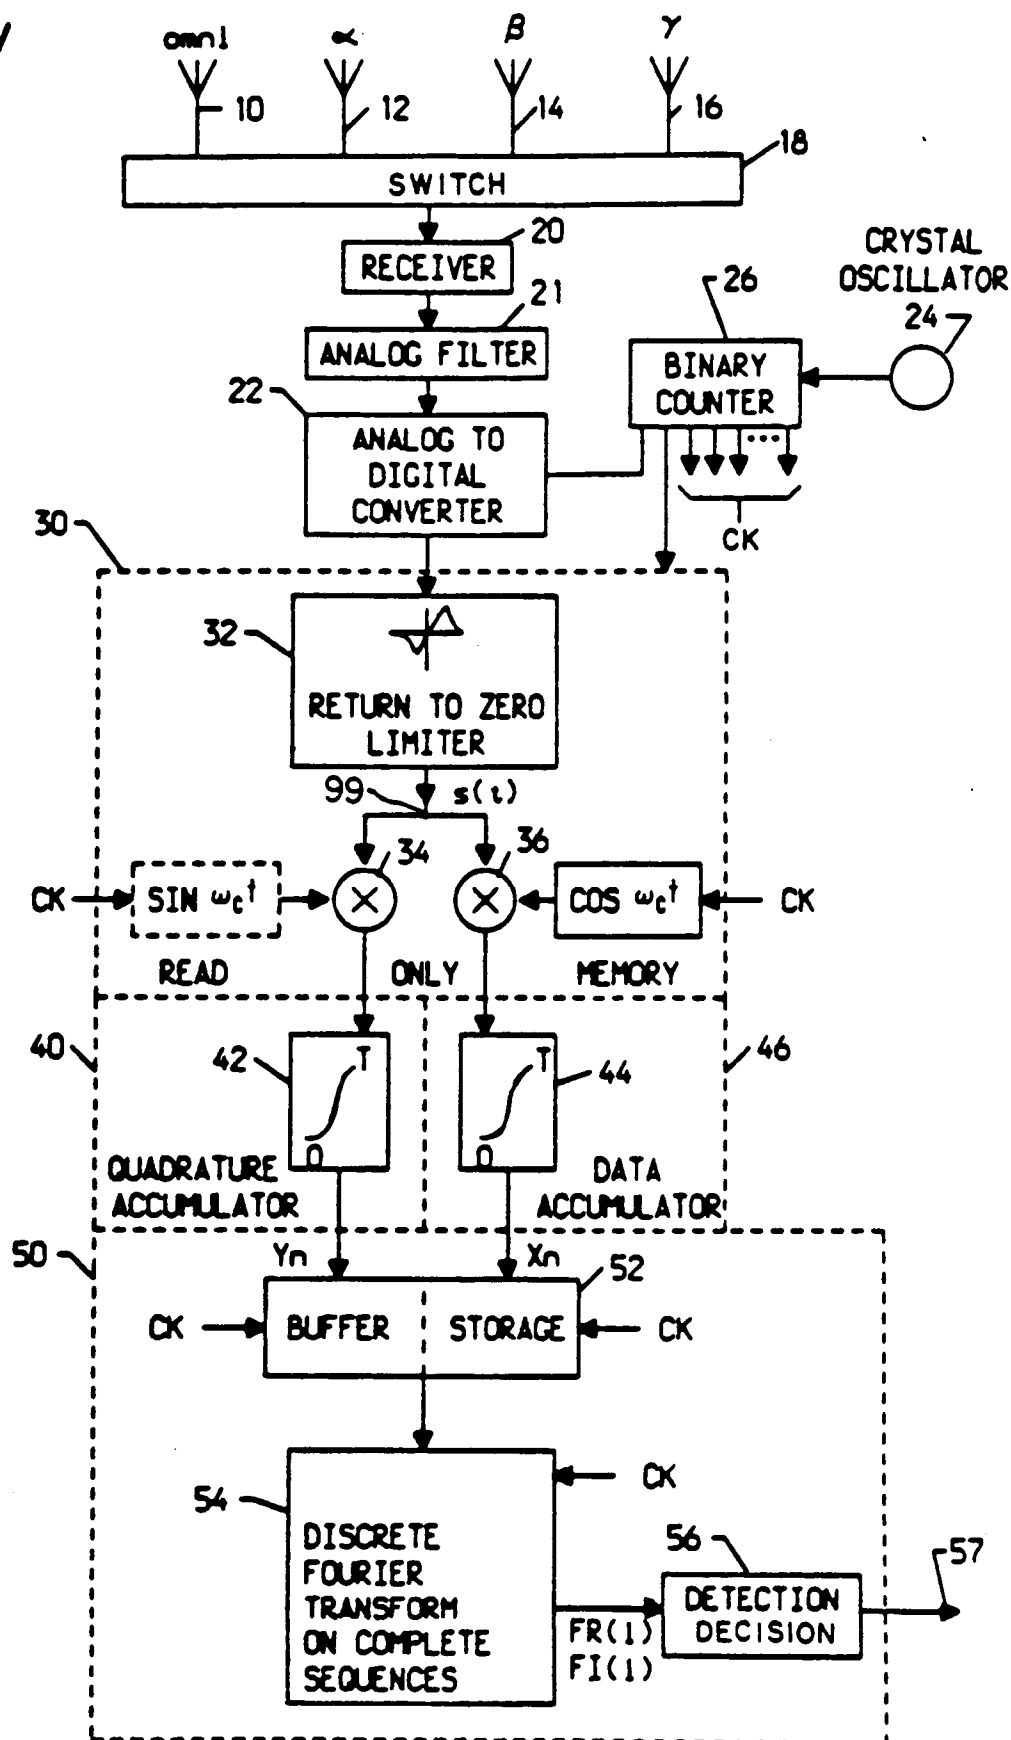 omni α β γ
10 12 14 16
18
SWITCH
20
RECEIVER
21
ANALOG FILTER
22
ANALOG TO
DIGITAL
CONVERTER
CRYSTAL
OSCILLATOR
24
26
BINARY
COUNTER
...
CK
30
32
RETURN TO ZERO
LIMITER
99 s(t)
34 36
CK SIN ωct X X COS ωct CK
READ ONLY MEMORY
40 42 T T 44 46
0 0
QUADRATURE
ACCUMULATOR
DATA
ACCUMULATOR
50 Yn Xn 52
CK BUFFER STORAGE CK
54 CK
DISCRETE
FOURIER
TRANSFORM
ON COMPLETE
SEQUENCES
FR(1)
FI(1)
56 57
DETECTION
DECISION